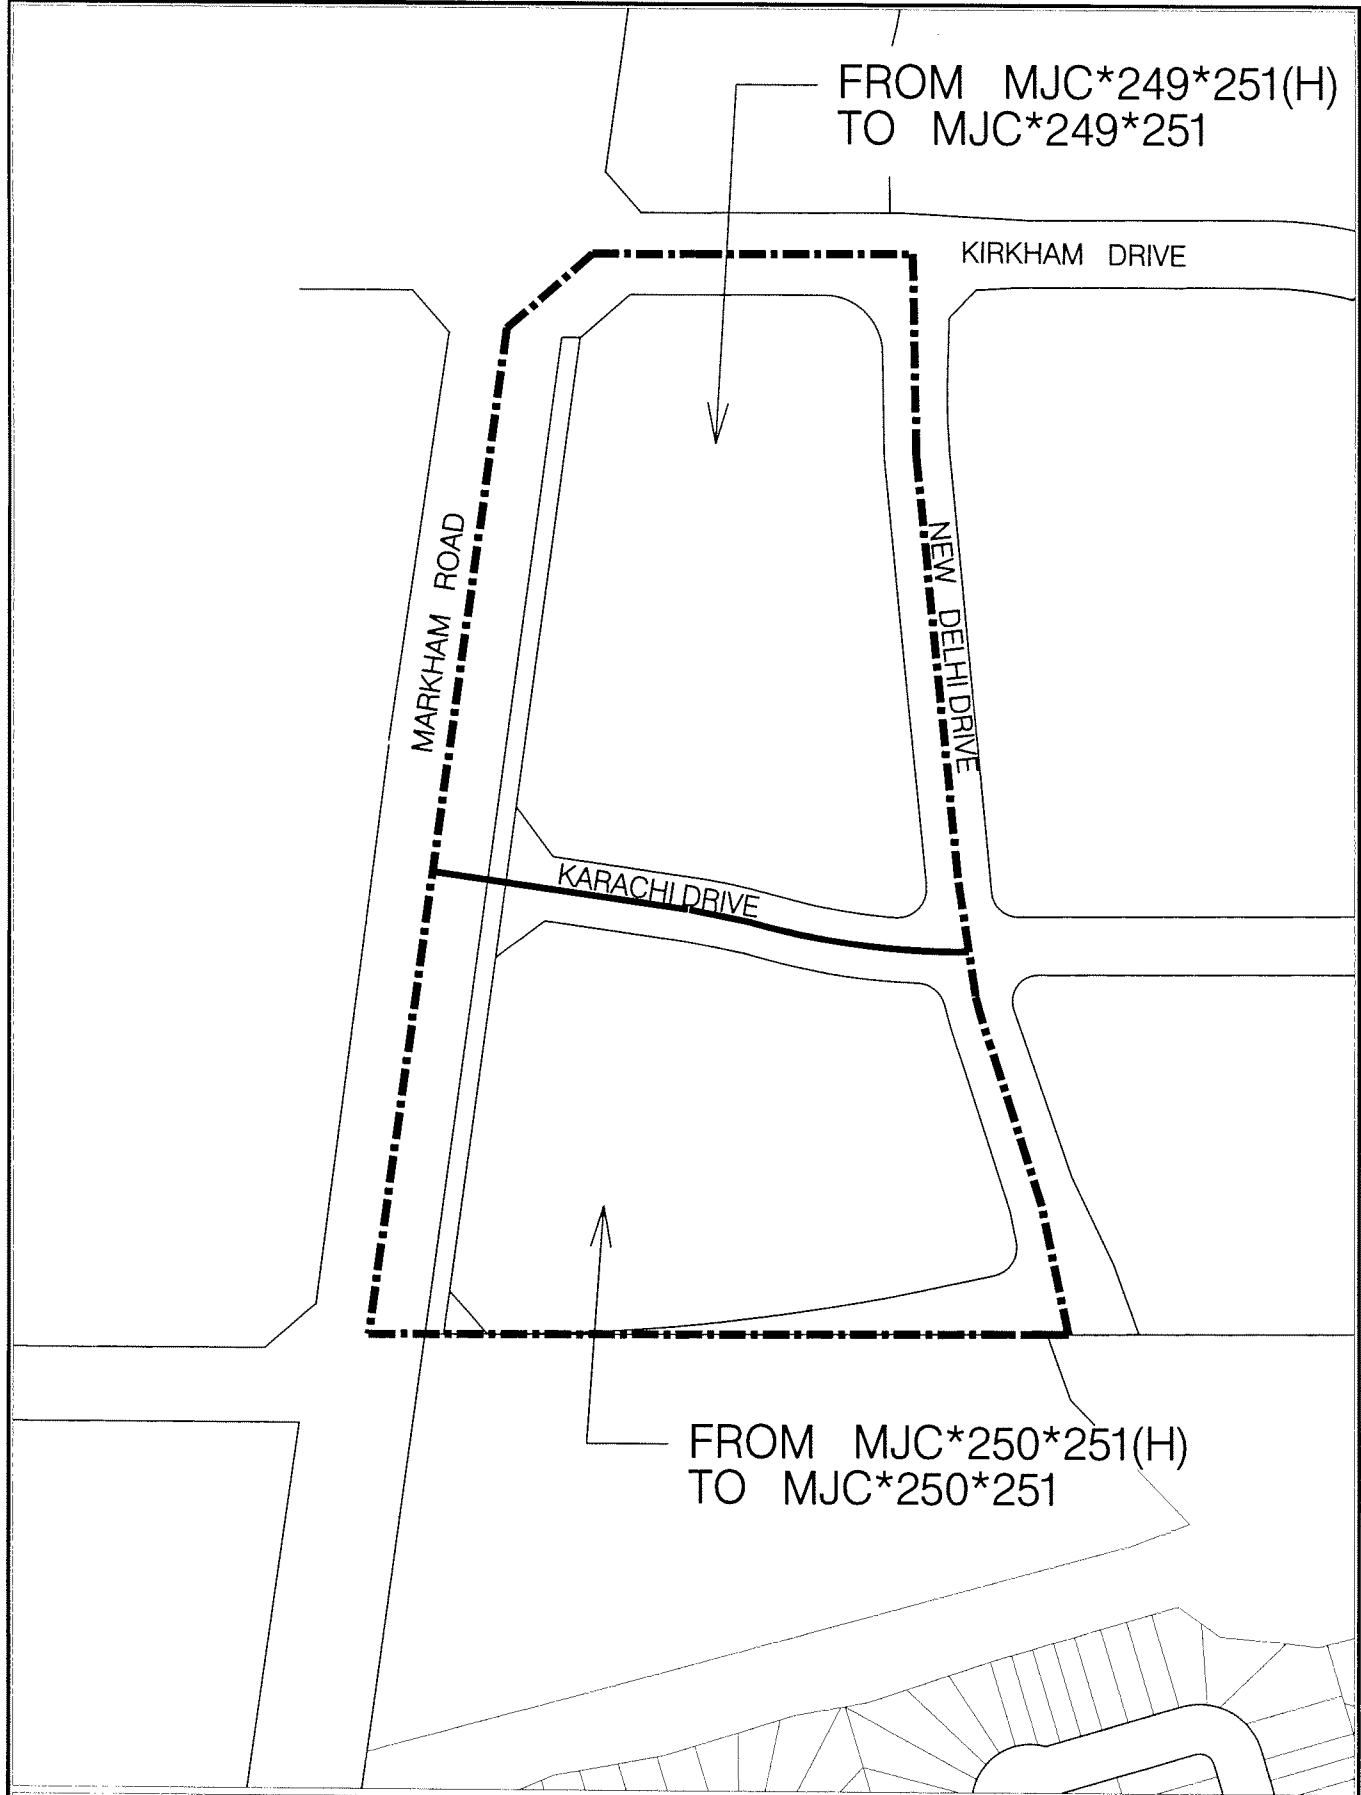 FROM MJC*249*251(H)
TO MJC*249*251
KIRKHAM DRIVE
MARKHAM ROAD
NEW DELHI DRIVE
KARACHI DRIVE
FROM MJC*250*251(H)
TO MJC*250*251